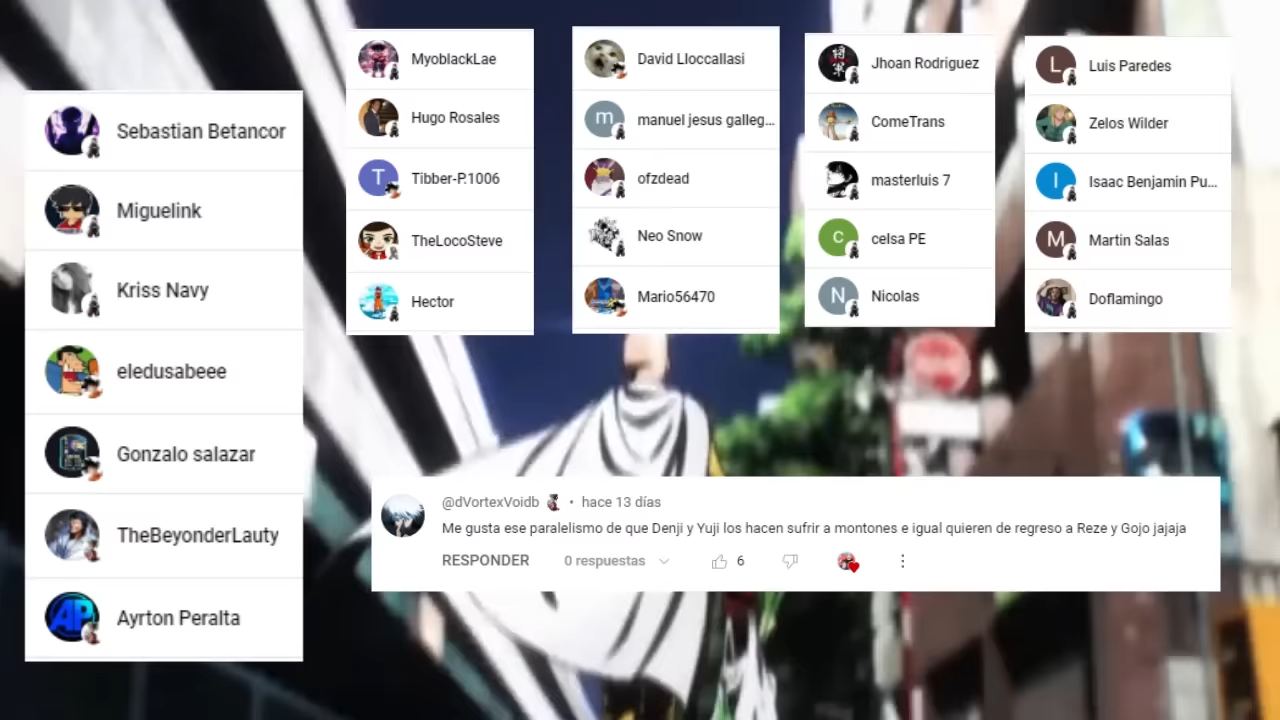 Sebastian Betancor
Miguelink
Kriss Navy
eledusabeee
Gonzalo salazar
TheBeyonderLauty
AP
Ayrton Peralta
MyoblackLae
Hugo Rosales
T
Tibber-P.1006
TheLocoSteve
Hector
David Lloccallasi
m
manuel jesus galleg...
ofzdead
Neo Snow
Mario56470
Jhoan Rodriguez
ComeTrans
masterluis 7
c
celsa PE
N
Nicolas
L
Luis Paredes
Zelos Wilder
I
Isaac Benjamin Pu...
M
Martin Salas
Doflamingo
@dVortexVoidb • hace 13 días
Me gusta ese paralelismo de que Denji y Yuji los hacen sufrir a montones e igual quieren de regreso a Reze y Gojo jajaja
RESPONDER 0 respuestas 6